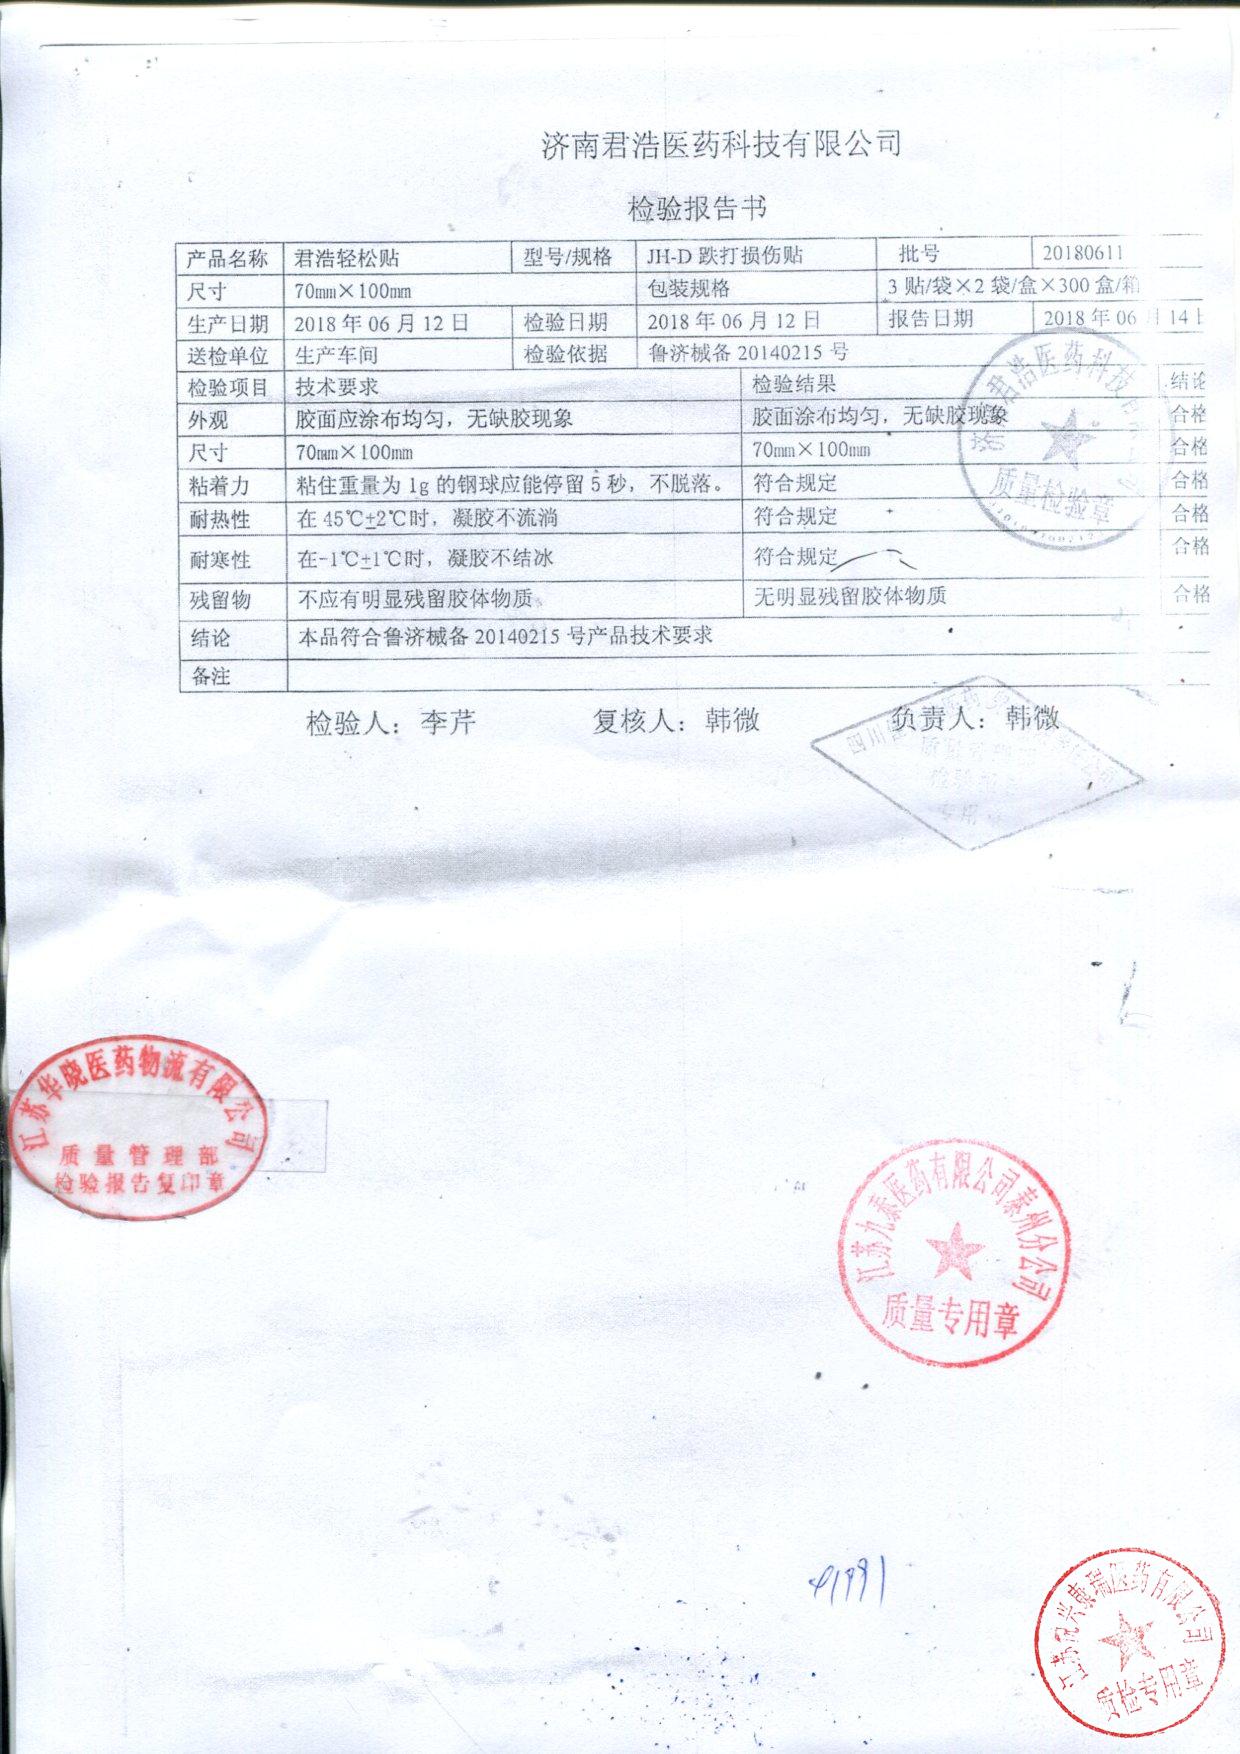 济南君浩医药科技有限公司
检验报告书
产品名称 君浩轻松贴 型号/规格 JH-D 跌打损伤贴 批号 20180611
尺寸 70mm×100mm 包装规格 3 贴/袋×2 袋/盒×300 盒/箱
生产日期 2018 年 06 月 12 日 检验日期 2018 年 06 月 12 日 报告日期 2018 年 06 月 14
送检单位 生产车间 检验依据 鲁济械备 20140215 号
检验项目 技术要求 检验结果 结论
外观 胶面应涂布均匀，无缺胶现象 胶面涂布均匀，无缺胶现象 合格
尺寸 70mm×100mm 70mm×100mm 合格
粘着力 粘住重量为 1g 的钢球应能停留 5 秒，不脱落。 符合规定 合格
耐热性 在 45℃±2℃时，凝胶不流淌 符合规定 合格
耐寒性 在-1℃±1℃时，凝胶不结冰 符合规定 合格
残留物 不应有明显残留胶体物质 无明显残留胶体物质 合格
结论 本品符合鲁济械备 20140215 号产品技术要求
备注
检验人：李芹 复核人：韩微 负责人：韩微
君浩医药科技
质量检验章
四川
专用
江苏华晓医药物流有限公司
质量管理部
检验报告复印章
江苏九泰医药有限公司泰州分公司
质量专用章
江苏 兴康瑞医药有限公司
质检专用章